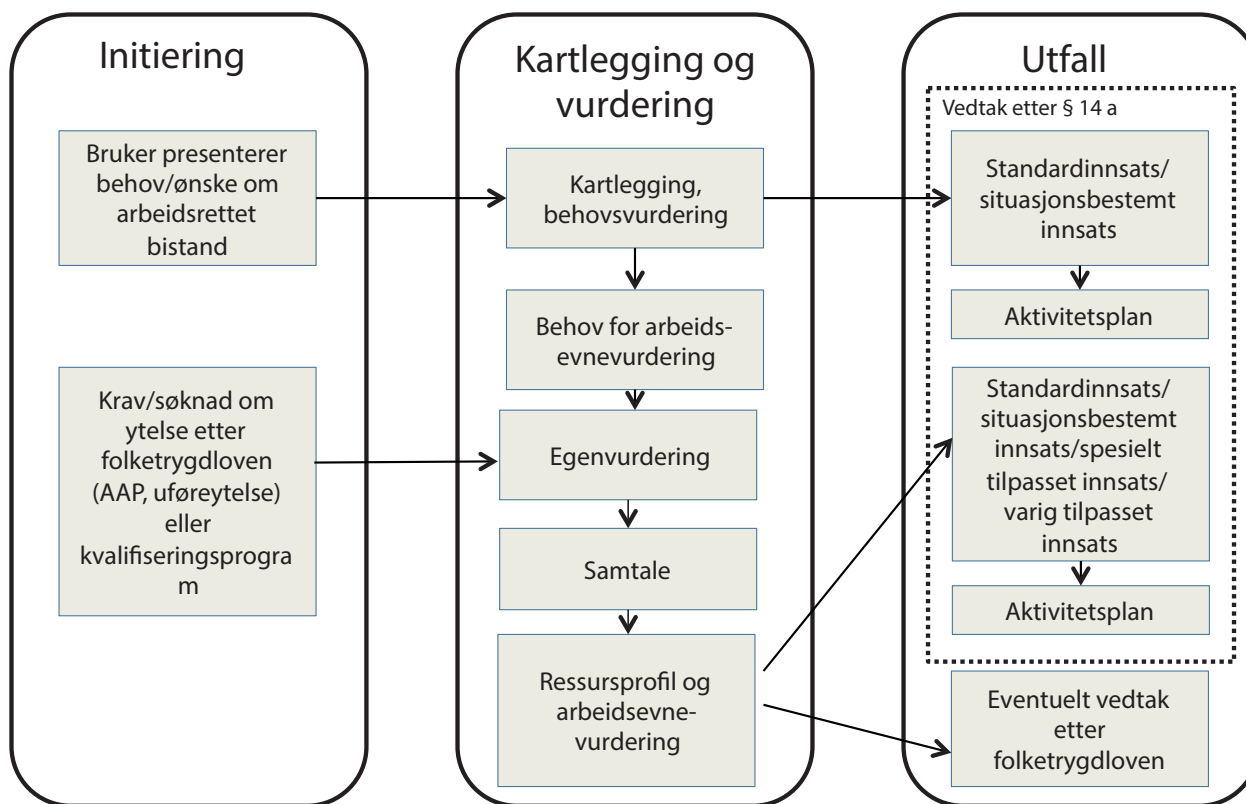 Initiering
Bruker presenterer
behov/ønske om
arbeidsrettet
bistand
Krav/søknad om
ytelse etter
folketrygdloven
(AAP, uføreytelse)
eller
kvalifiseringsprogra
m
Kartlegging og
vurdering
Kartlegging,
behovsvurdering
Behov for arbeids-
evnevurdering
Egenvurdering
Samtale
Ressursprofil og
arbeidsevne-
vurdering
Utfall
Vedtak etter § 14 a
Standardinnsats/
situasjonsbestemt
innsats
Aktivitetsplan
Standardinnsats/
situasjonsbestemt
innsats/spesielt
tilpasset innsats/
varig tilpasset
innsats
Aktivitetsplan
Eventuelt vedtak
etter
folketrygdloven